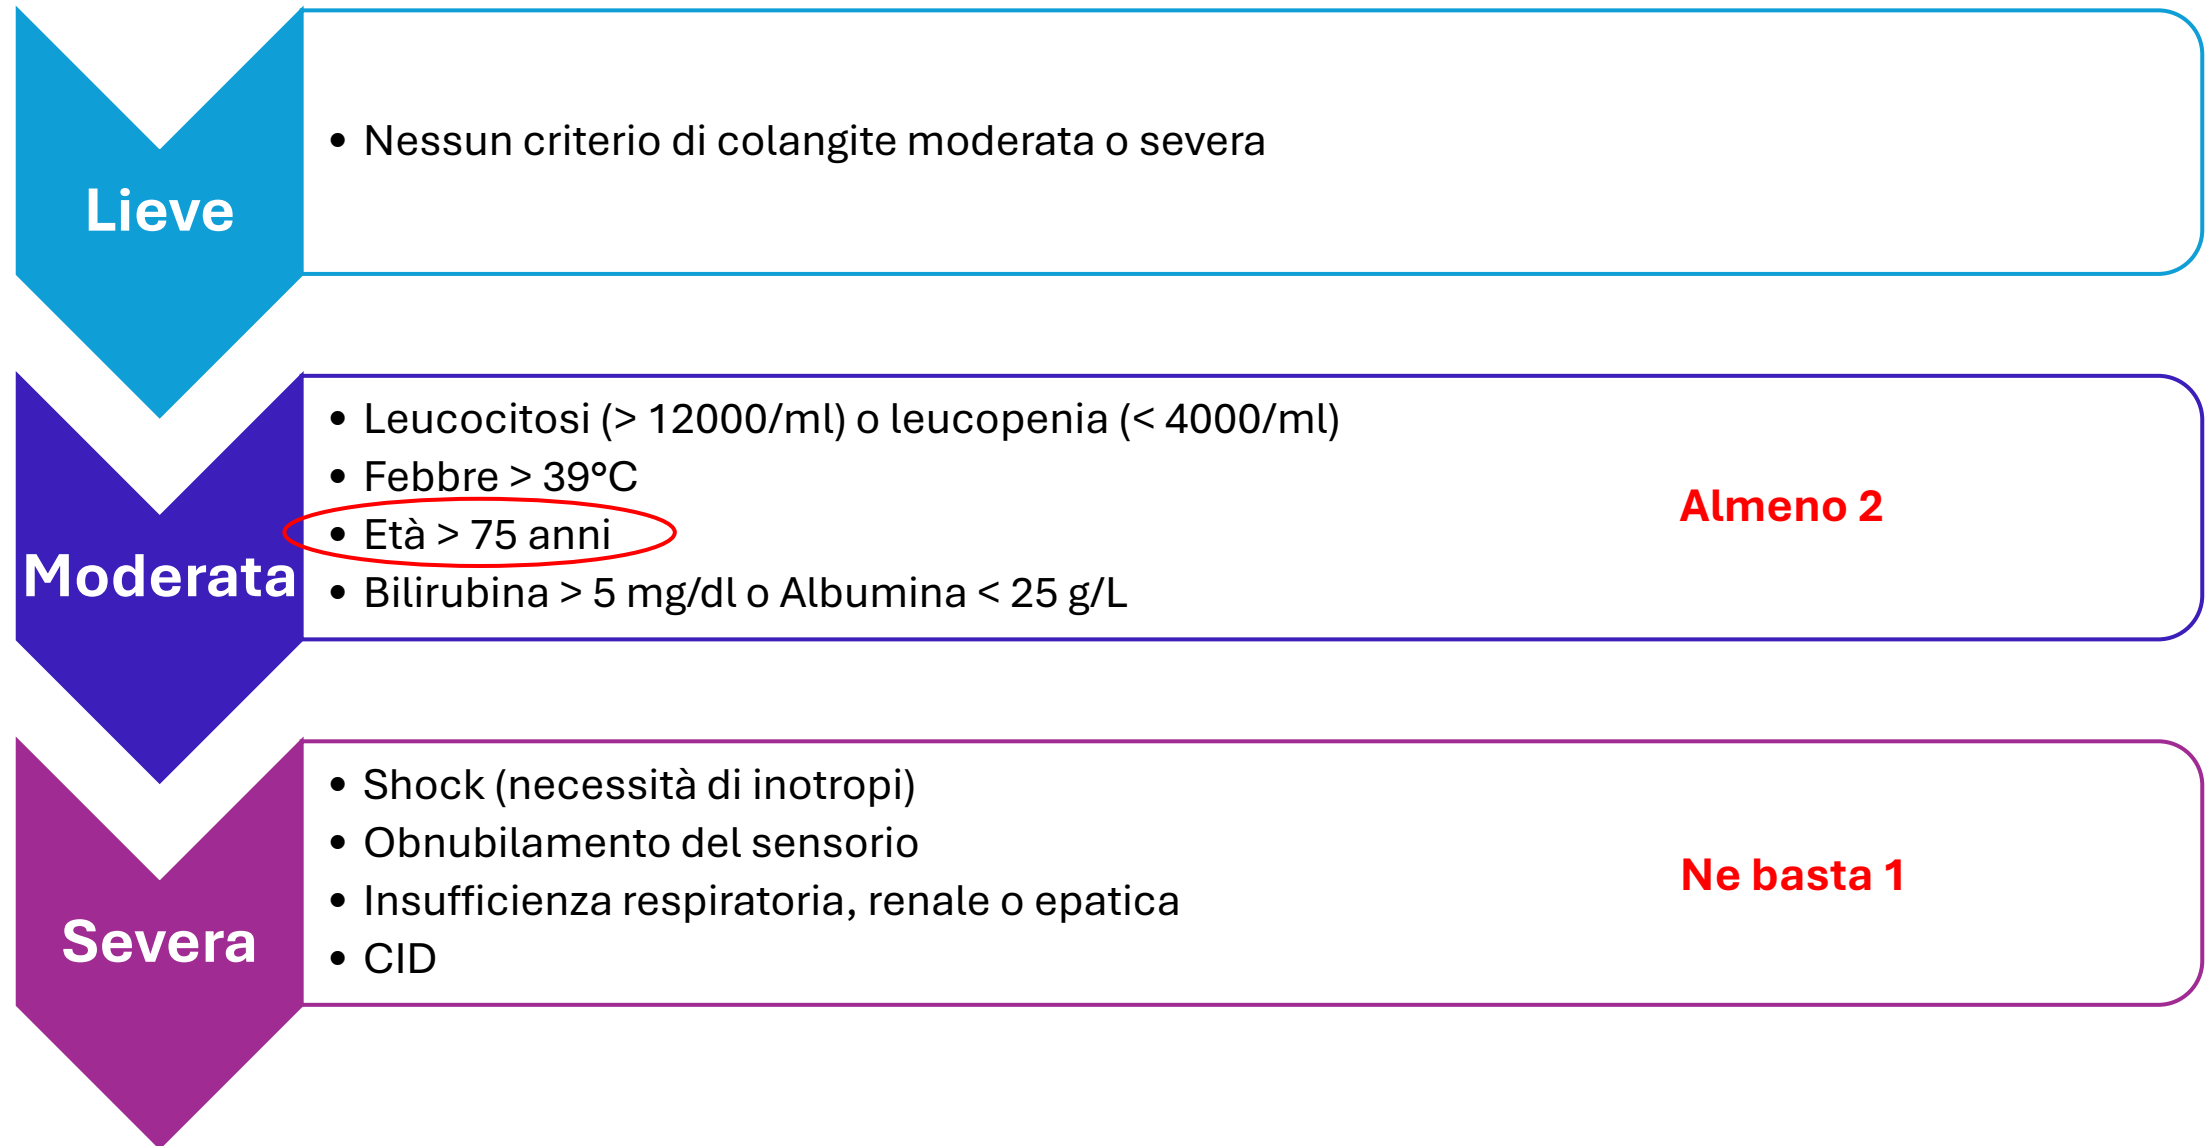 Lieve
• Nessun criterio di colangite moderata o severa
Moderata
• Leucocitosi (> 12000/ml) o leucopenia (< 4000/ml)
• Febbre > 39°C
• Età > 75 anni
• Bilirubina > 5 mg/dl o Albumina < 25 g/L
Almeno 2
Severa
• Shock (necessità di inotropi)
• Obnubilamento del sensorio
• Insufficienza respiratoria, renale o epatica
• CID
Ne basta 1